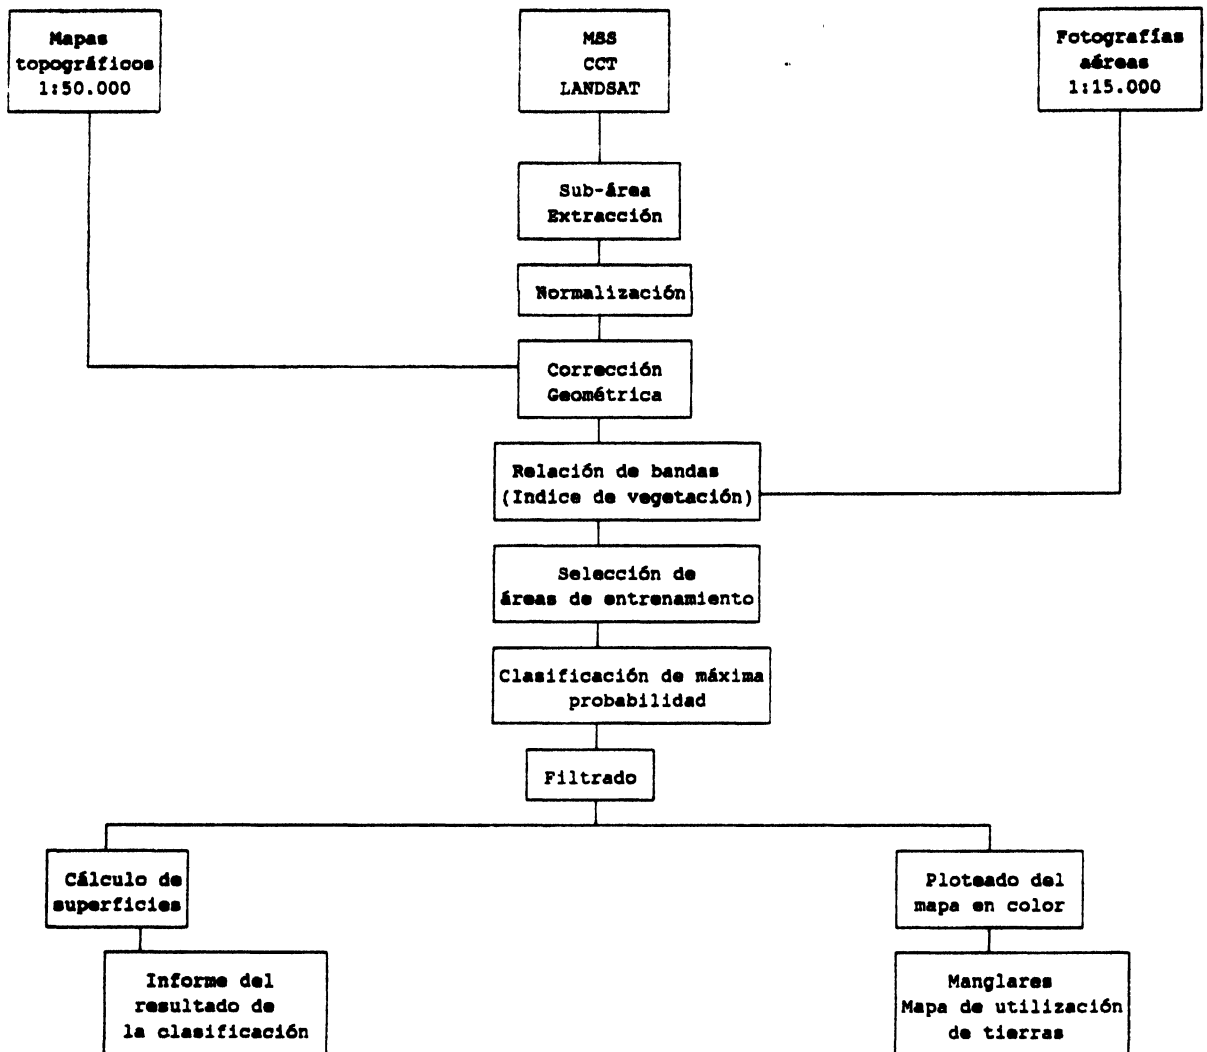 Mapas
topográficos
1:50.000
MSS
CCT
LANDSAT
Fotografías
aéreas
1:15.000
Sub-área
Extracción
Normalización
Corrección
Geométrica
Relación de bandas
(Indice de vegetación)
Selección de
áreas de entrenamiento
Clasificación de máxima
probabilidad
Filtrado
Cálculo de
superficies
Ploteado del
mapa en color
Informe del
resultado de
la clasificación
Manglares
Mapa de utilización
de tierras